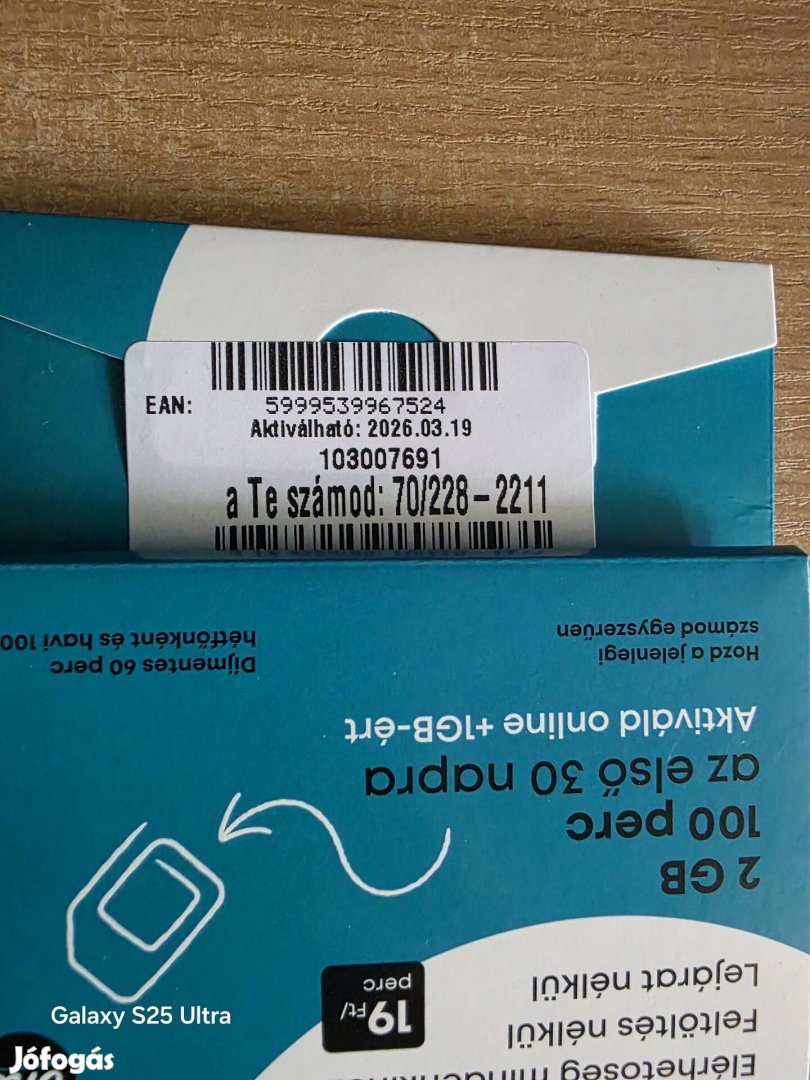 EAN:
5999539967524
Aktiválható: 2026.03.19
103007691
a Te számod: 70/228-2211
Elérhetőség
Feltöltés nélkül
Lejárat nélkül
19 Ft/
perc
2 GB
100 perc
az első 30 napra
Aktiváld online +1GB-ért
Hozd a jelenlegi
számod egyszerűen
Díjmentes 60 perc
hétfőnként és havi 100
Galaxy S25 Ultra
Jófogás